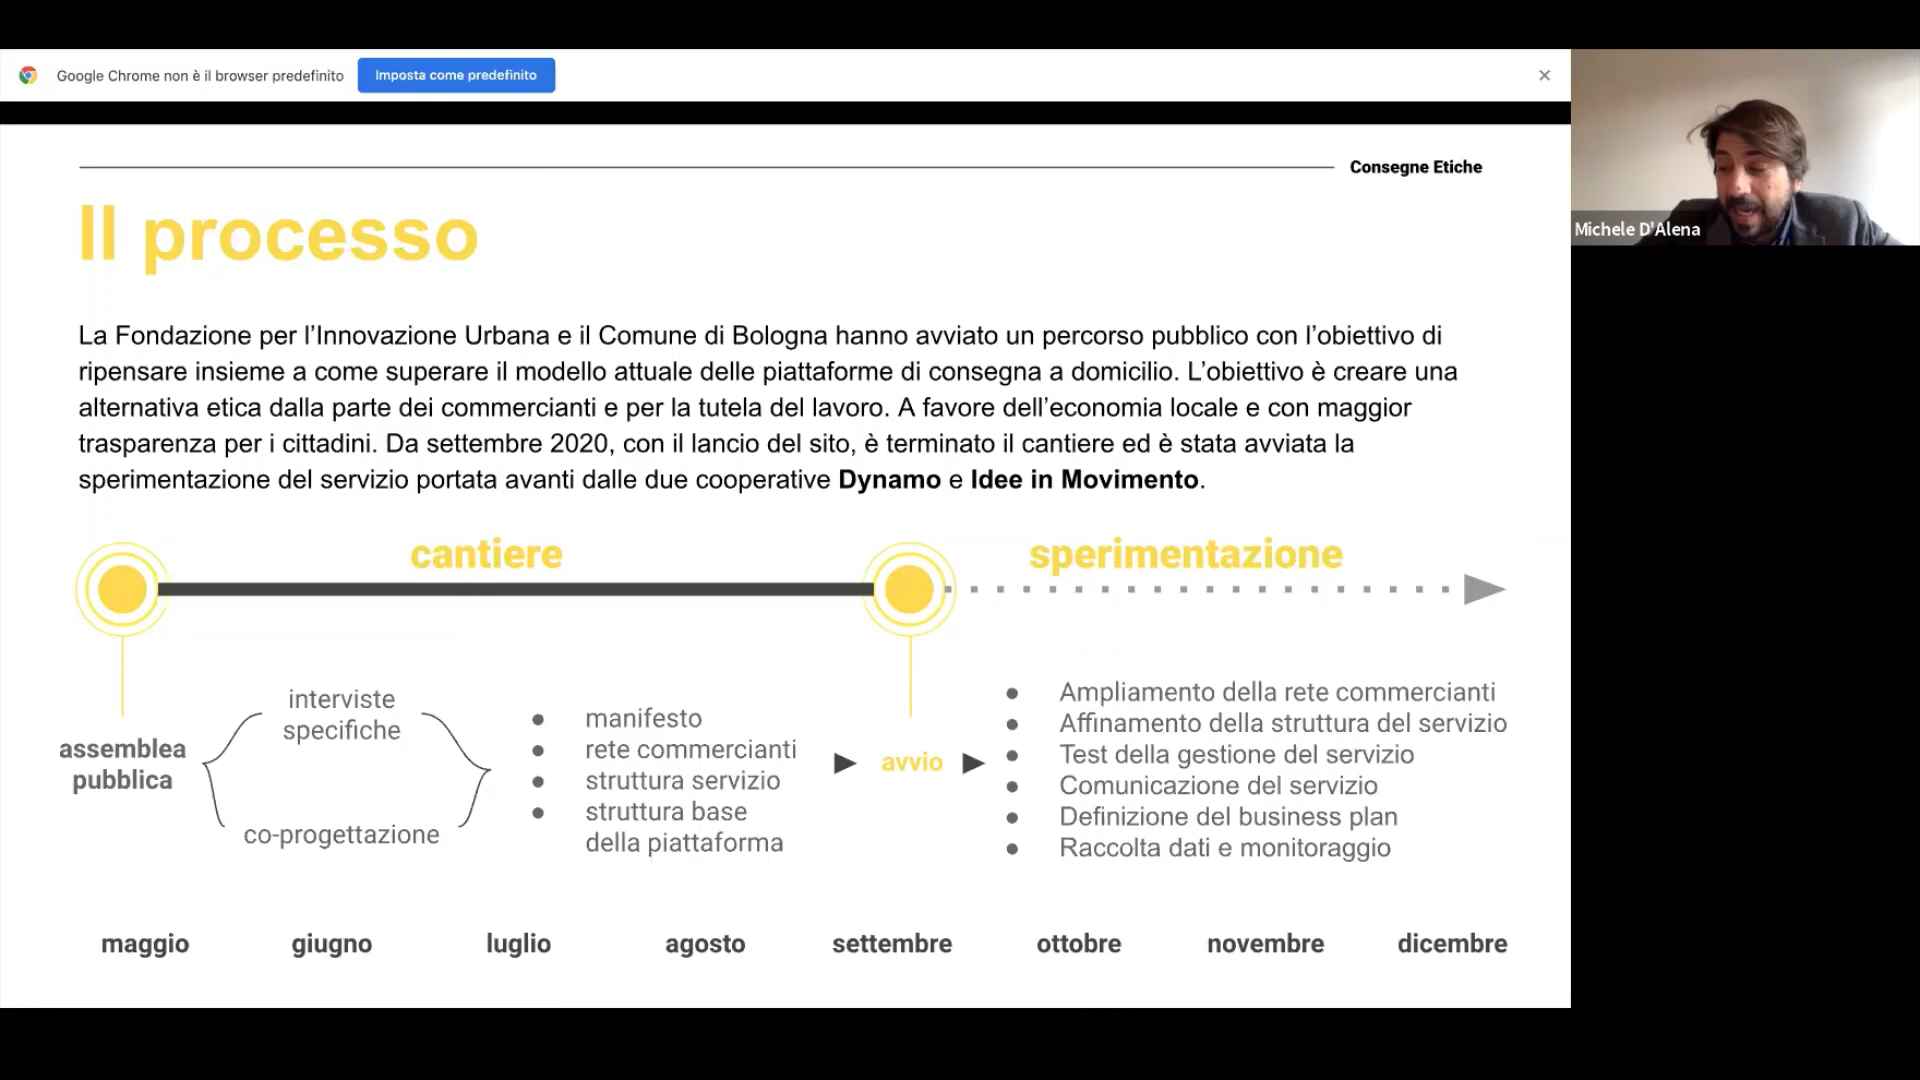 Google Chrome non è il browser predefinito
Imposta come predefinito
Consegne Etiche
Il processo
La Fondazione per l’Innovazione Urbana e il Comune di Bologna hanno avviato un percorso pubblico con l’obiettivo di
ripensare insieme a come superare il modello attuale delle piattaforme di consegna a domicilio. L’obiettivo è creare una
alternativa etica dalla parte dei commercianti e per la tutela del lavoro. A favore dell’economia locale e con maggior
trasparenza per i cittadini. Da settembre 2020, con il lancio del sito, è terminato il cantiere ed è stata avviata la
sperimentazione del servizio portata avanti dalle due cooperative Dynamo e Idee in Movimento.
cantiere
sperimentazione
assemblea
pubblica
interviste
specifiche
co-progettazione
manifesto
rete commercianti
struttura servizio
struttura base
della piattaforma
avvio
Ampliamento della rete commercianti
Affinamento della struttura del servizio
Test della gestione del servizio
Comunicazione del servizio
Definizione del business plan
Raccolta dati e monitoraggio
maggio giugno luglio agosto settembre ottobre novembre dicembre
Michele D'Alena